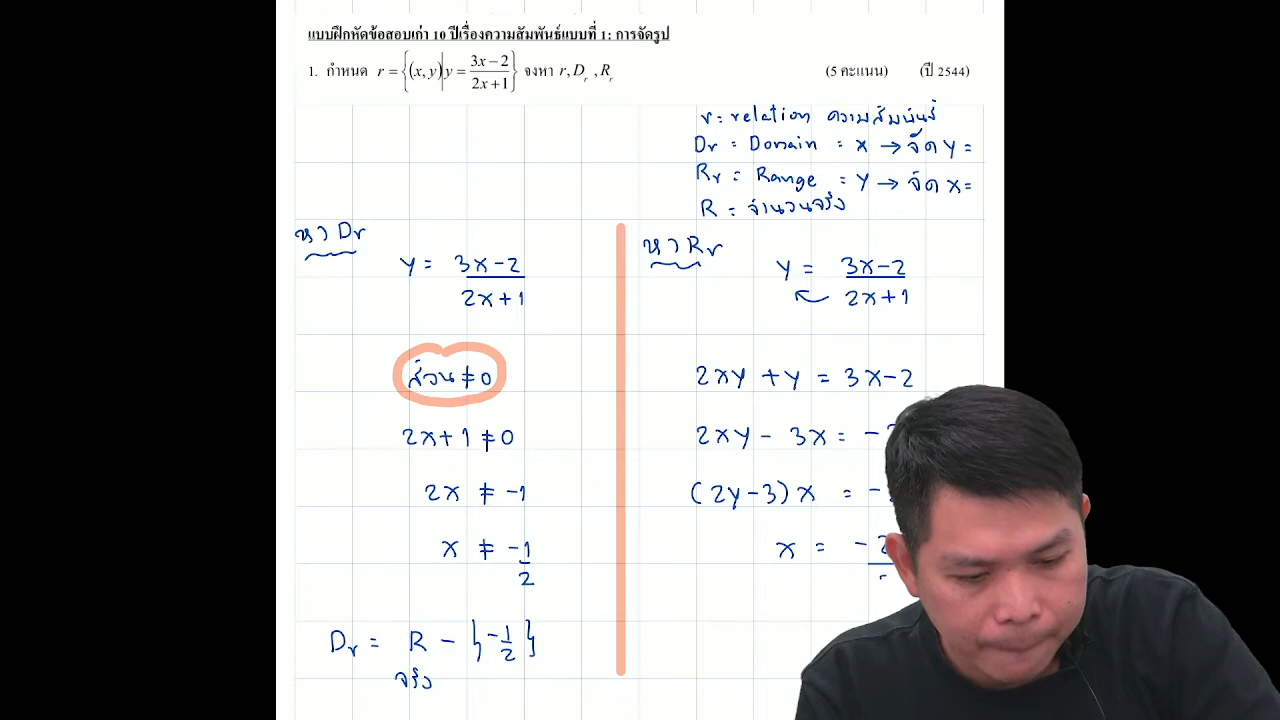 แบบฝึกหัดข้อสอบเก่า 10 ปีเรื่องความสัมพันธ์แบบที่ 1: การจัดรูป
1. กำหนด r = {(x, y)|y = (3x − 2)/(2x + 1)} จงหา r, Dr , Rr (5 คะแนน) (ปี 2544)
r = relation ความสัมพันธ์
Dr = Domain = x → จัด y =
Rr = Range = y → จัด x =
R = จำนวนจริง
หา Dr
y = (3x − 2)/(2x + 1)
ส่วน ≠ 0
2x + 1 ≠ 0
2x ≠ −1
x ≠ −1/2
Dr = R − {−1/2}
จริง
หา Rr
y = (3x − 2)/(2x + 1)
2xy + y = 3x − 2
2xy − 3x = −
(2y − 3) x = −
x = − 2